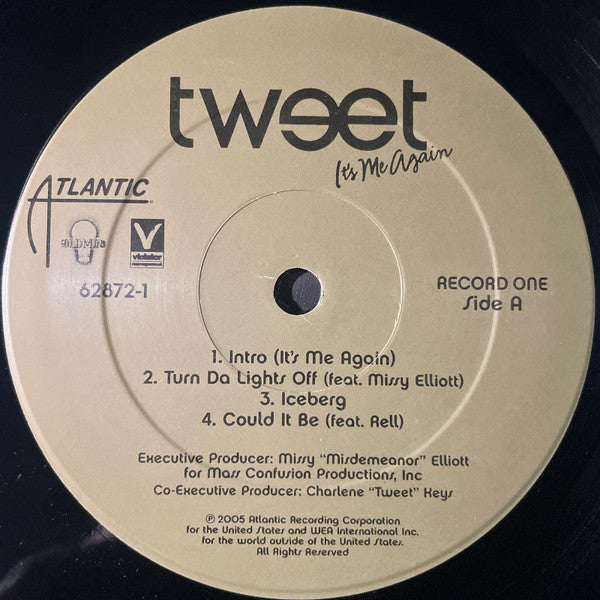 tweet
It's Me Again
ATLANTIC
violator
management
62872-1
RECORD ONE
Side A
1. Intro (It's Me Again)
2. Turn Da Lights Off (feat. Missy Elliott)
3. Iceberg
4. Could It Be (feat. Rell)
Executive Producer: Missy "Misdemeanor" Elliott
for Mass Confusion Productions, Inc
Co-Executive Producer: Charlene "Tweet" Keys
℗ 2005 Atlantic Recording Corporation
for the United States and WEA International Inc.
for the world outside of the United States.
All Rights Reserved